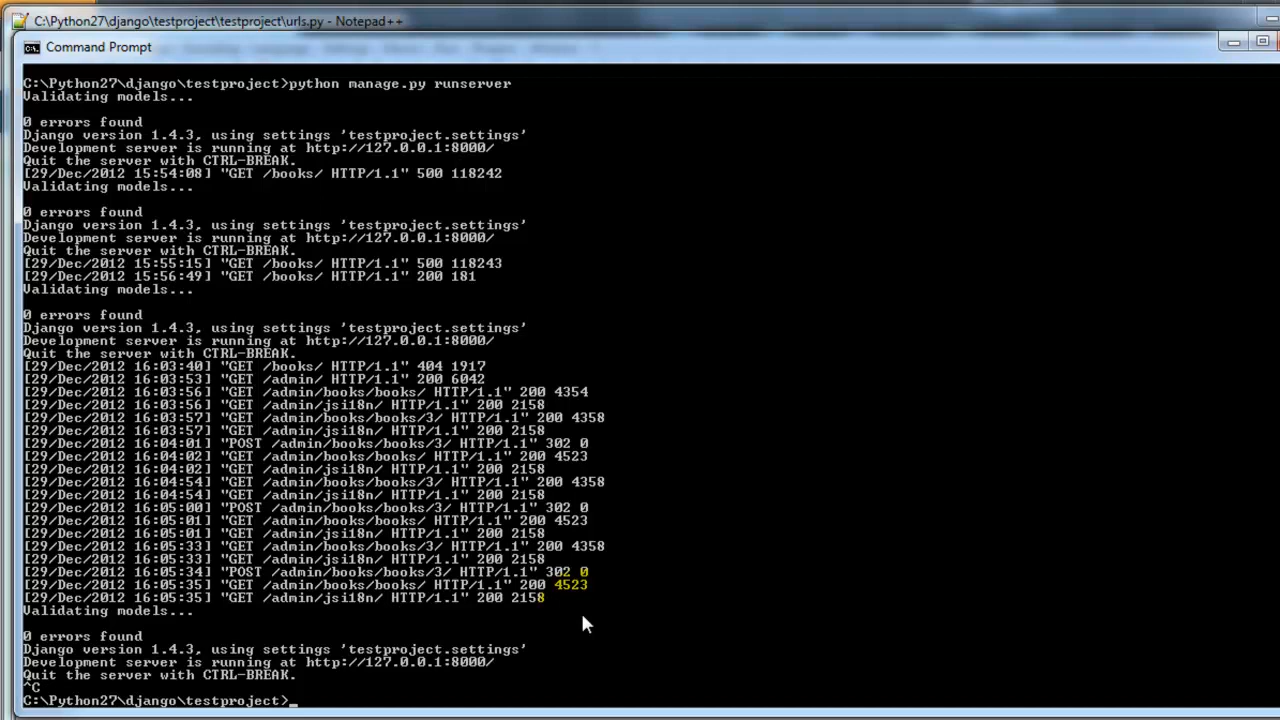 C:\Python27\django\testproject\testproject\urls.py - Notepad++
Command Prompt
C:\Python27\django\testproject>python manage.py runserver
Validating models...
0 errors found
Django version 1.4.3, using settings 'testproject.settings'
Development server is running at http://127.0.0.1:8000/
Quit the server with CTRL-BREAK.
[29/Dec/2012 15:54:08] "GET /books/ HTTP/1.1" 500 118242
Validating models...
0 errors found
Django version 1.4.3, using settings 'testproject.settings'
Development server is running at http://127.0.0.1:8000/
Quit the server with CTRL-BREAK.
[29/Dec/2012 15:55:15] "GET /books/ HTTP/1.1" 500 118243
[29/Dec/2012 15:56:49] "GET /books/ HTTP/1.1" 200 181
Validating models...
0 errors found
Django version 1.4.3, using settings 'testproject.settings'
Development server is running at http://127.0.0.1:8000/
Quit the server with CTRL-BREAK.
[29/Dec/2012 16:03:40] "GET /books/ HTTP/1.1" 404 1917
[29/Dec/2012 16:03:53] "GET /admin/ HTTP/1.1" 200 6042
[29/Dec/2012 16:03:56] "GET /admin/books/books/ HTTP/1.1" 200 4354
[29/Dec/2012 16:03:56] "GET /admin/jsi18n/ HTTP/1.1" 200 2158
[29/Dec/2012 16:03:57] "GET /admin/books/books/3/ HTTP/1.1" 200 4358
[29/Dec/2012 16:03:57] "GET /admin/jsi18n/ HTTP/1.1" 200 2158
[29/Dec/2012 16:04:01] "POST /admin/books/books/3/ HTTP/1.1" 302 0
[29/Dec/2012 16:04:02] "GET /admin/books/books/ HTTP/1.1" 200 4523
[29/Dec/2012 16:04:02] "GET /admin/jsi18n/ HTTP/1.1" 200 2158
[29/Dec/2012 16:04:54] "GET /admin/books/books/3/ HTTP/1.1" 200 4358
[29/Dec/2012 16:04:54] "GET /admin/jsi18n/ HTTP/1.1" 200 2158
[29/Dec/2012 16:05:00] "POST /admin/books/books/3/ HTTP/1.1" 302 0
[29/Dec/2012 16:05:01] "GET /admin/books/books/ HTTP/1.1" 200 4523
[29/Dec/2012 16:05:01] "GET /admin/jsi18n/ HTTP/1.1" 200 2158
[29/Dec/2012 16:05:33] "GET /admin/books/books/3/ HTTP/1.1" 200 4358
[29/Dec/2012 16:05:33] "GET /admin/jsi18n/ HTTP/1.1" 200 2158
[29/Dec/2012 16:05:34] "POST /admin/books/books/3/ HTTP/1.1" 302 0
[29/Dec/2012 16:05:35] "GET /admin/books/books/ HTTP/1.1" 200 4523
[29/Dec/2012 16:05:35] "GET /admin/jsi18n/ HTTP/1.1" 200 2158
Validating models...
0 errors found
Django version 1.4.3, using settings 'testproject.settings'
Development server is running at http://127.0.0.1:8000/
Quit the server with CTRL-BREAK.
^C
C:\Python27\django\testproject>_